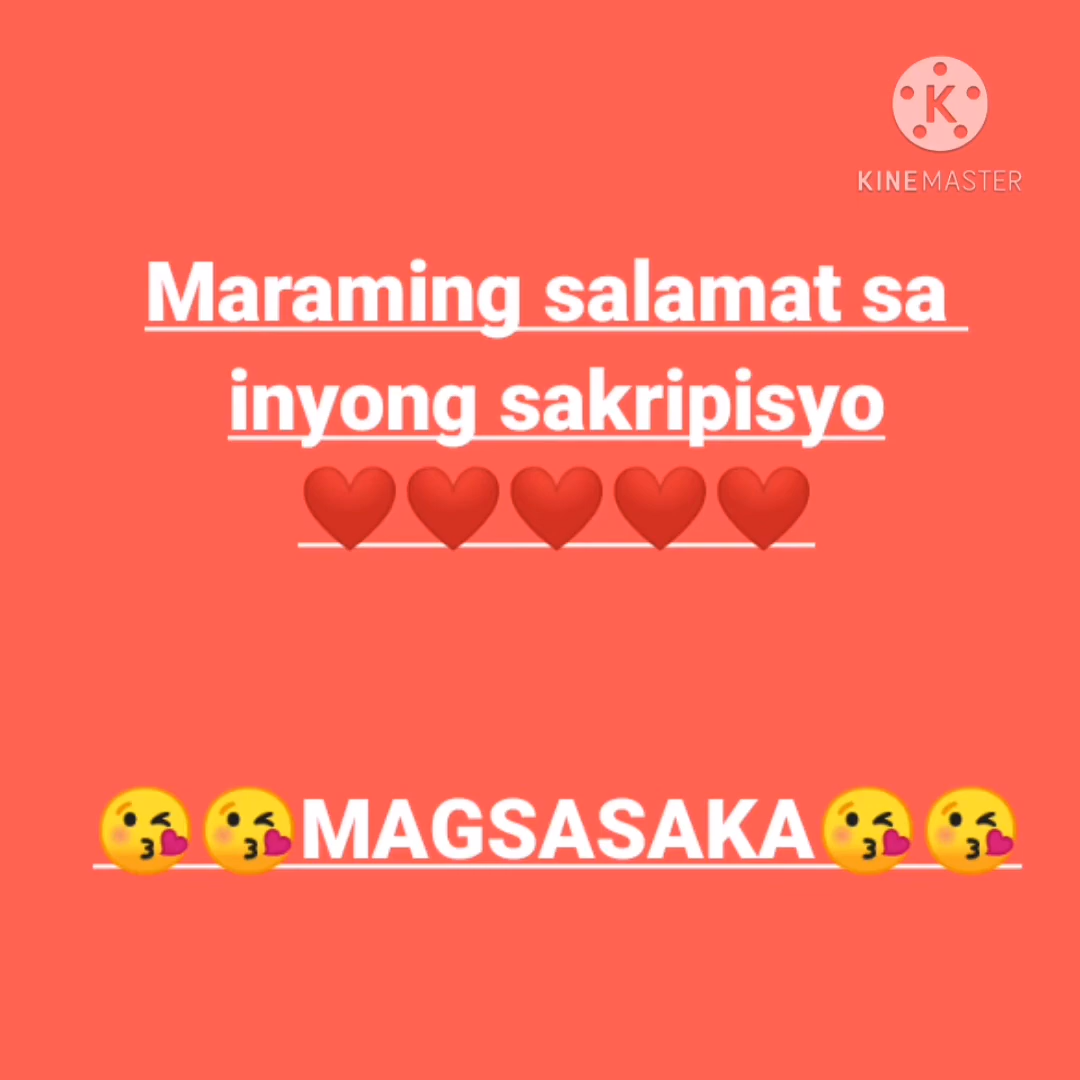 K
KINEMASTER
Maraming salamat sa
inyong sakripisyo
❤️❤️❤️❤️❤️
😘😘MAGSASAKA😘😘